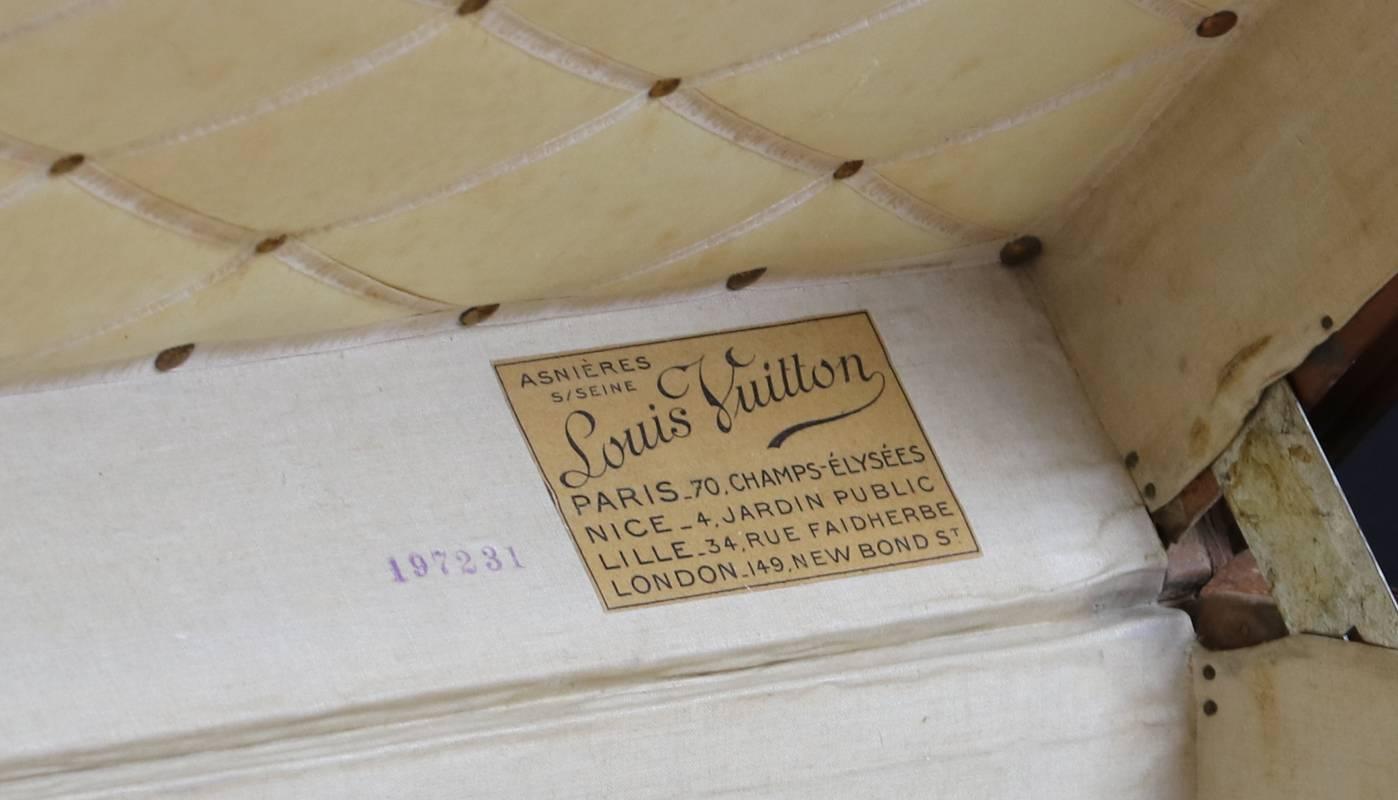 ASNIÈRES
S/SEINE
Louis Vuitton
PARIS_70, CHAMPS-ÉLYSÉES
NICE_4, JARDIN PUBLIC
LILLE_34, RUE FAIDHERBE
LONDON_149, NEW BOND ST
197231